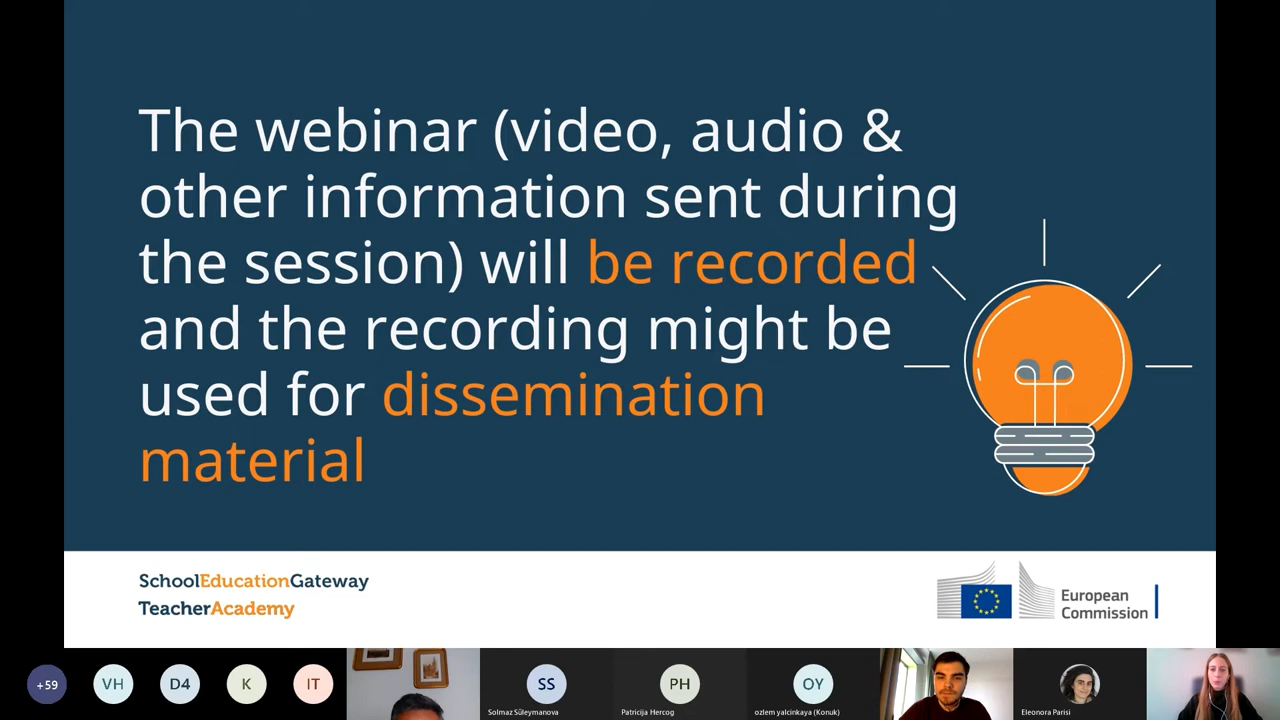 The webinar (video, audio &
other information sent during
the session) will be recorded
and the recording might be
used for dissemination
material
SchoolEducationGateway
TeacherAcademy
European
Commission
+59
VH
D4
K
IT
SS
Solmaz Süleymanova
PH
Patricija Hercog
OY
ozlem yalcinkaya (Konuk)
Eleonora Parisi